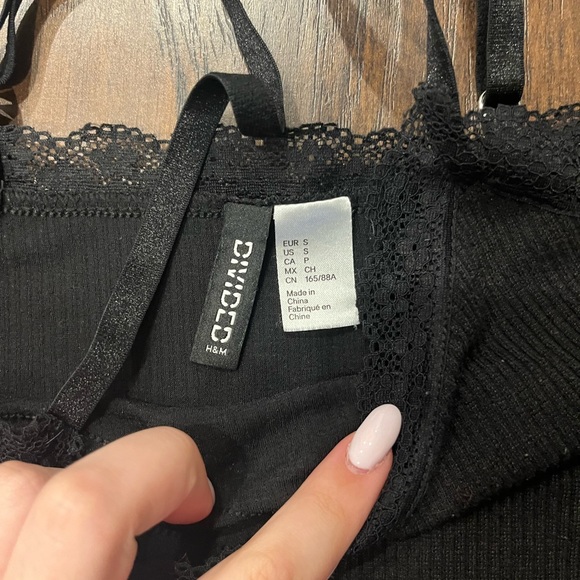 DIVIDED
H&M
EUR S
US S
CA P
MX CH
CN 165/88A
Made in
China
Fabriqué en
Chine